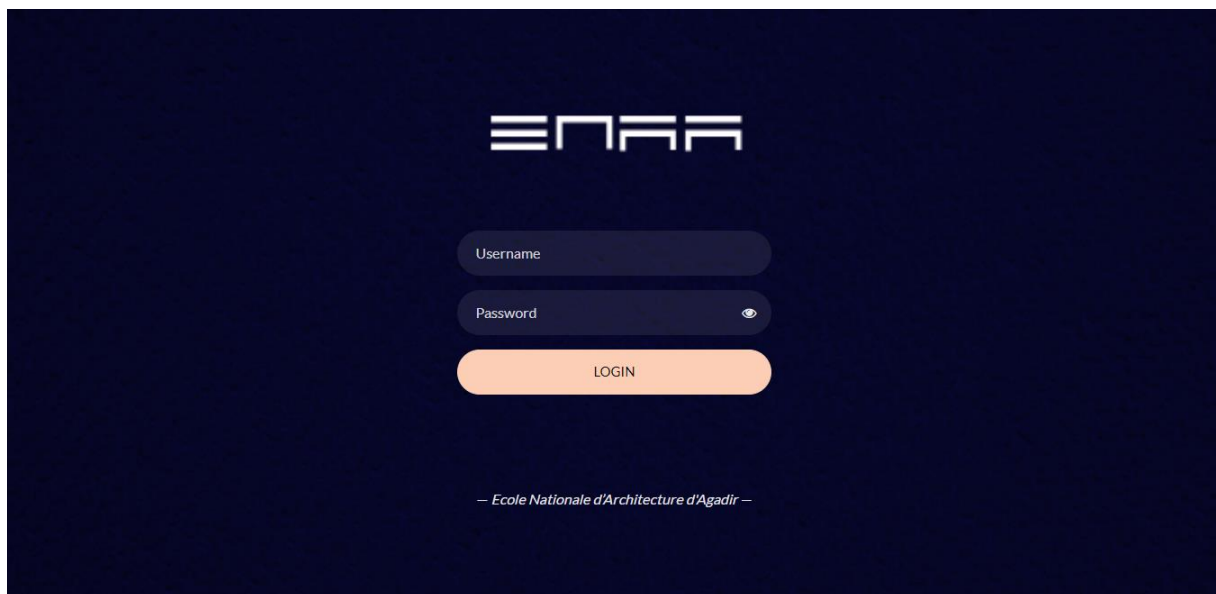 ENAA
Username
Password
LOGIN
— Ecole Nationale d'Architecture d'Agadir —